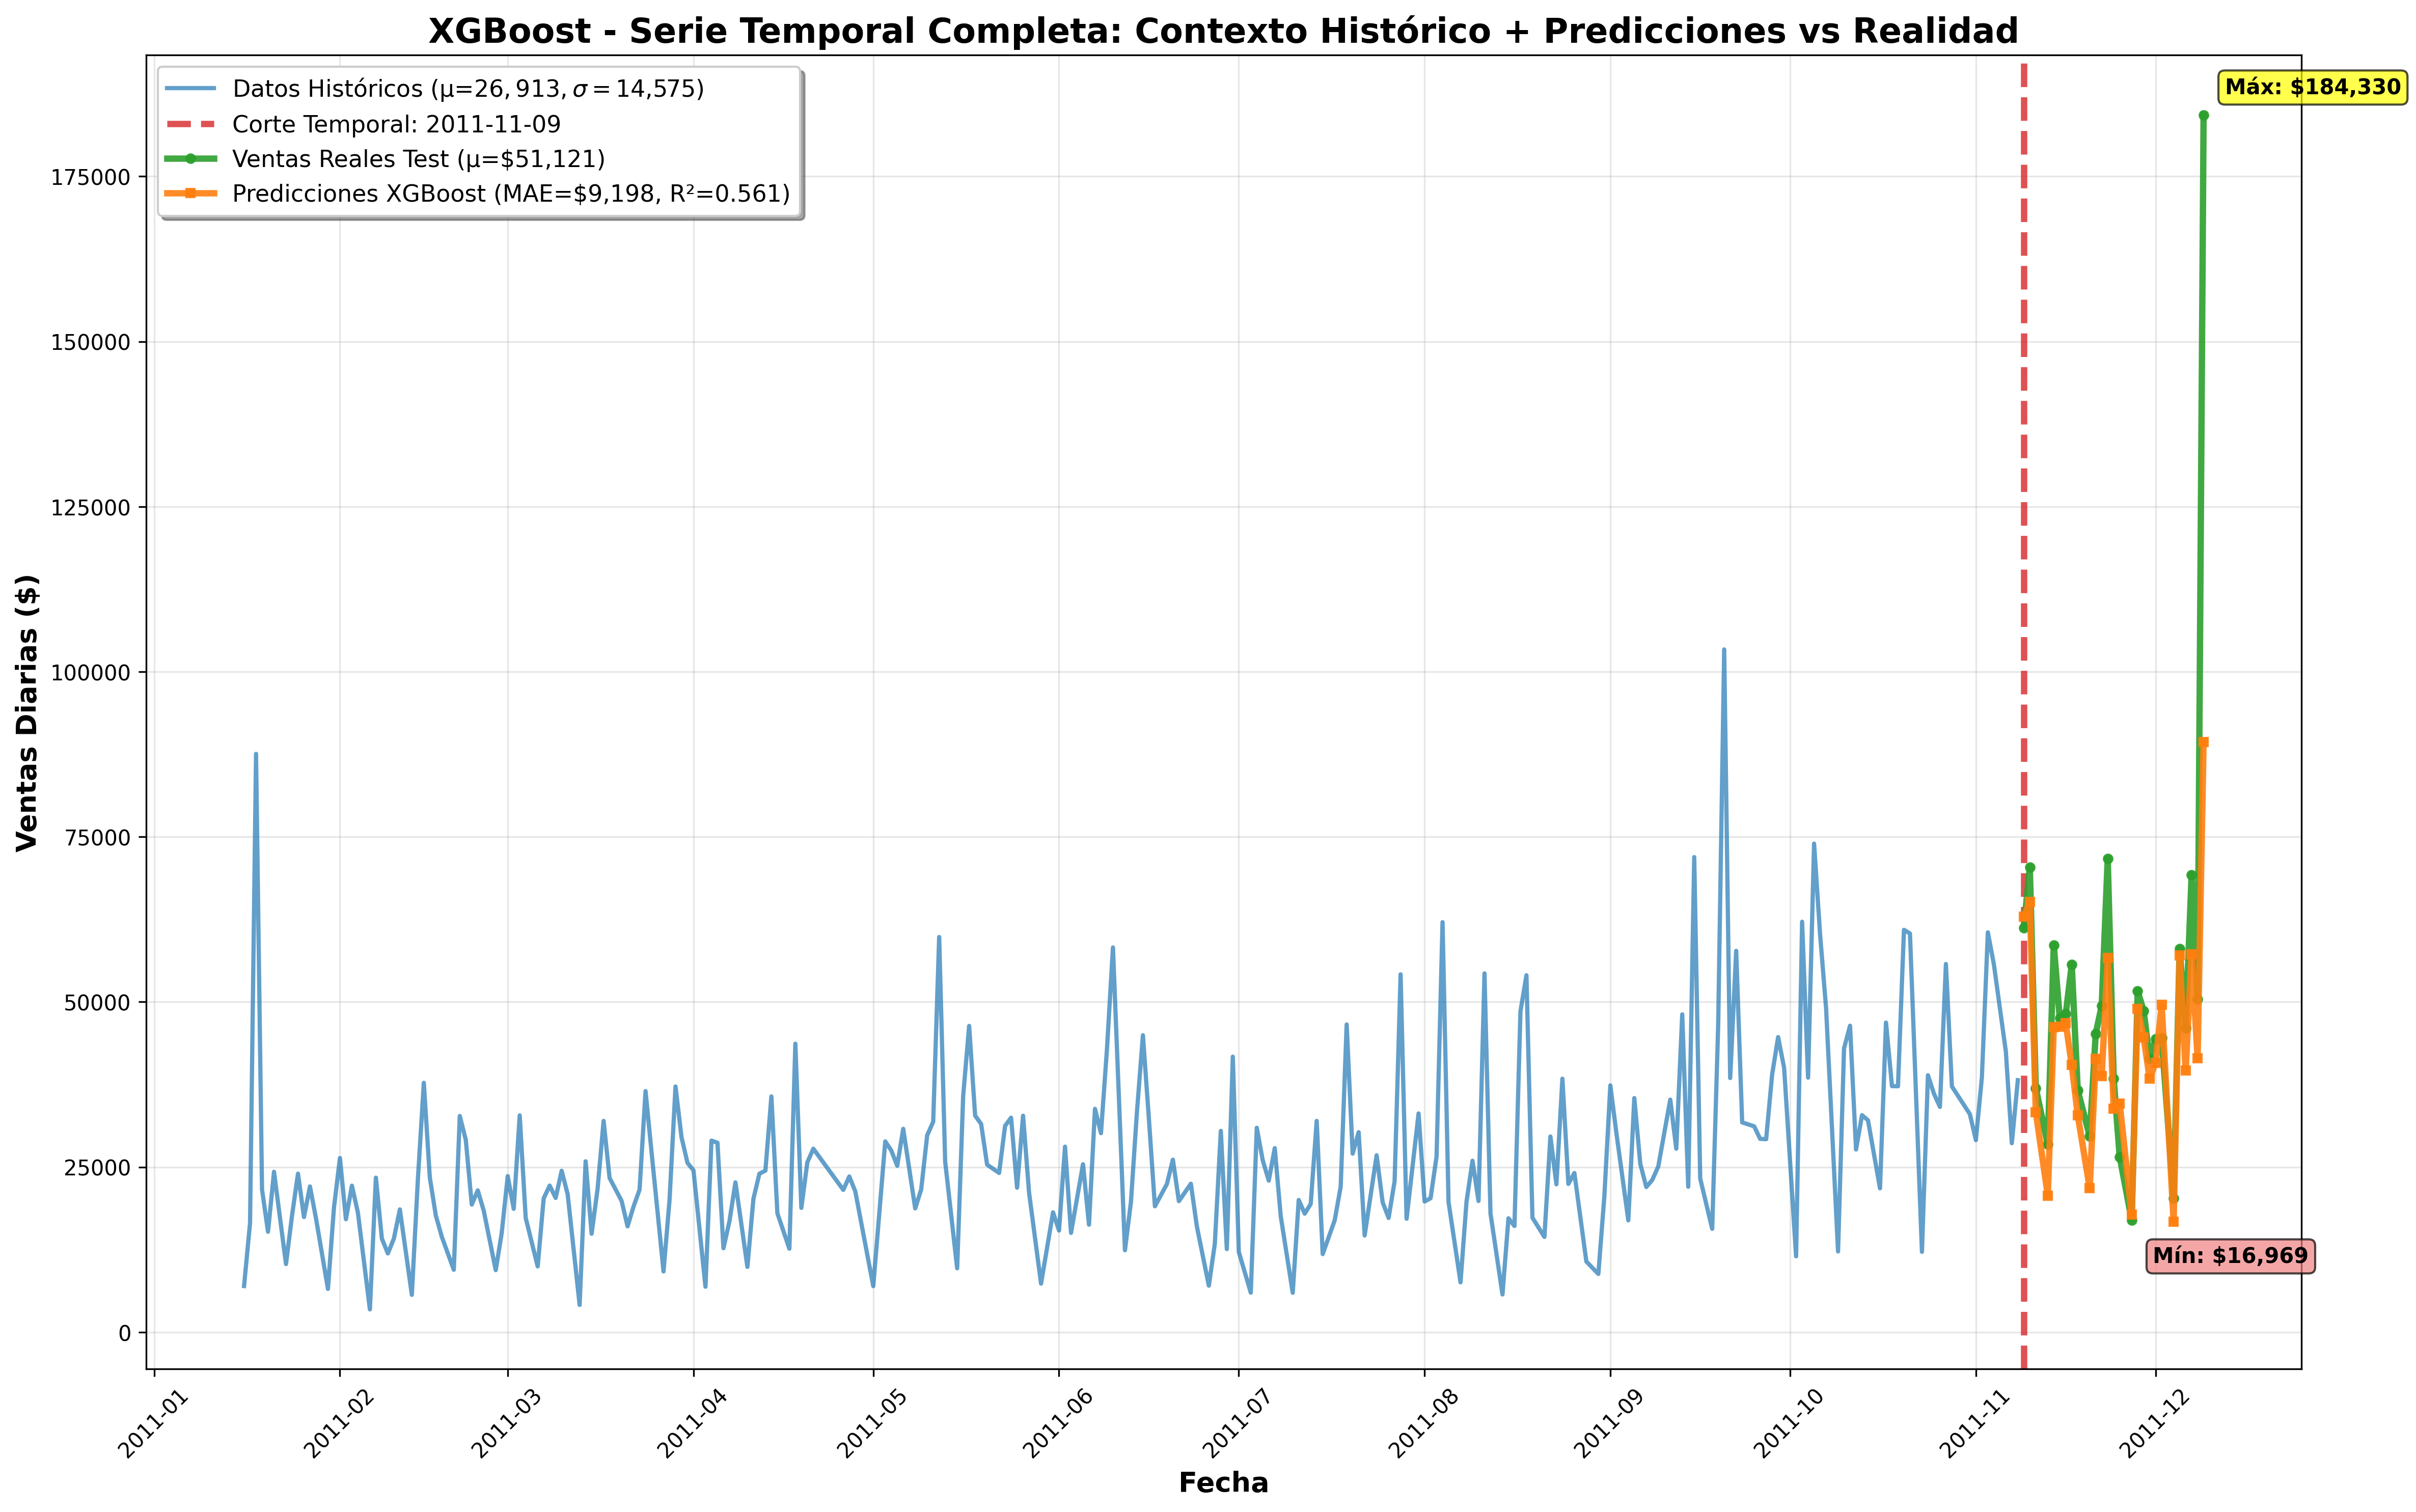 XGBoost - Serie Temporal Completa: Contexto Histórico + Predicciones vs Realidad
Datos Históricos (μ=26,913,σ=14,575)
Corte Temporal: 2011-11-09
Ventas Reales Test (μ=$51,121)
Predicciones XGBoost (MAE=$9,198, R²=0.561)
Máx: $184,330
Mín: $16,969
Ventas Diarias ($)
175000
150000
125000
100000
75000
50000
25000
0
2011-01
2011-02
2011-03
2011-04
2011-05
2011-06
2011-07
2011-08
2011-09
2011-10
2011-11
2011-12
Fecha